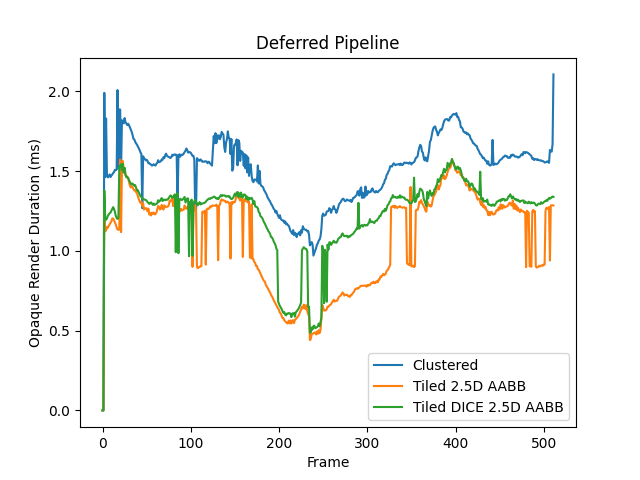 Deferred Pipeline
Opaque Render Duration (ms)
2.0
1.5
1.0
0.5
0.0
Clustered
Tiled 2.5D AABB
Tiled DICE 2.5D AABB
0 100 200 300 400 500
Frame